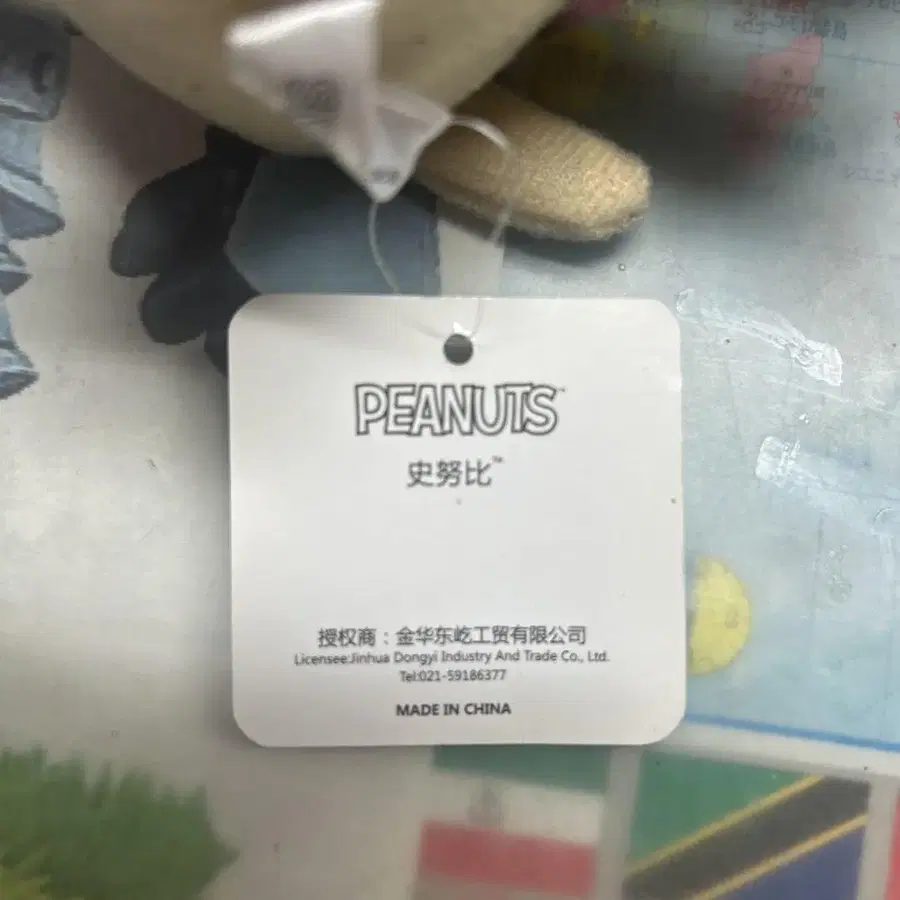 PEANUTS™
史努比™
授权商：金华东屹工贸有限公司
Licensee:Jinhua Dongyi Industry And Trade Co., Ltd.
Tel:021-59186377
MADE IN CHINA